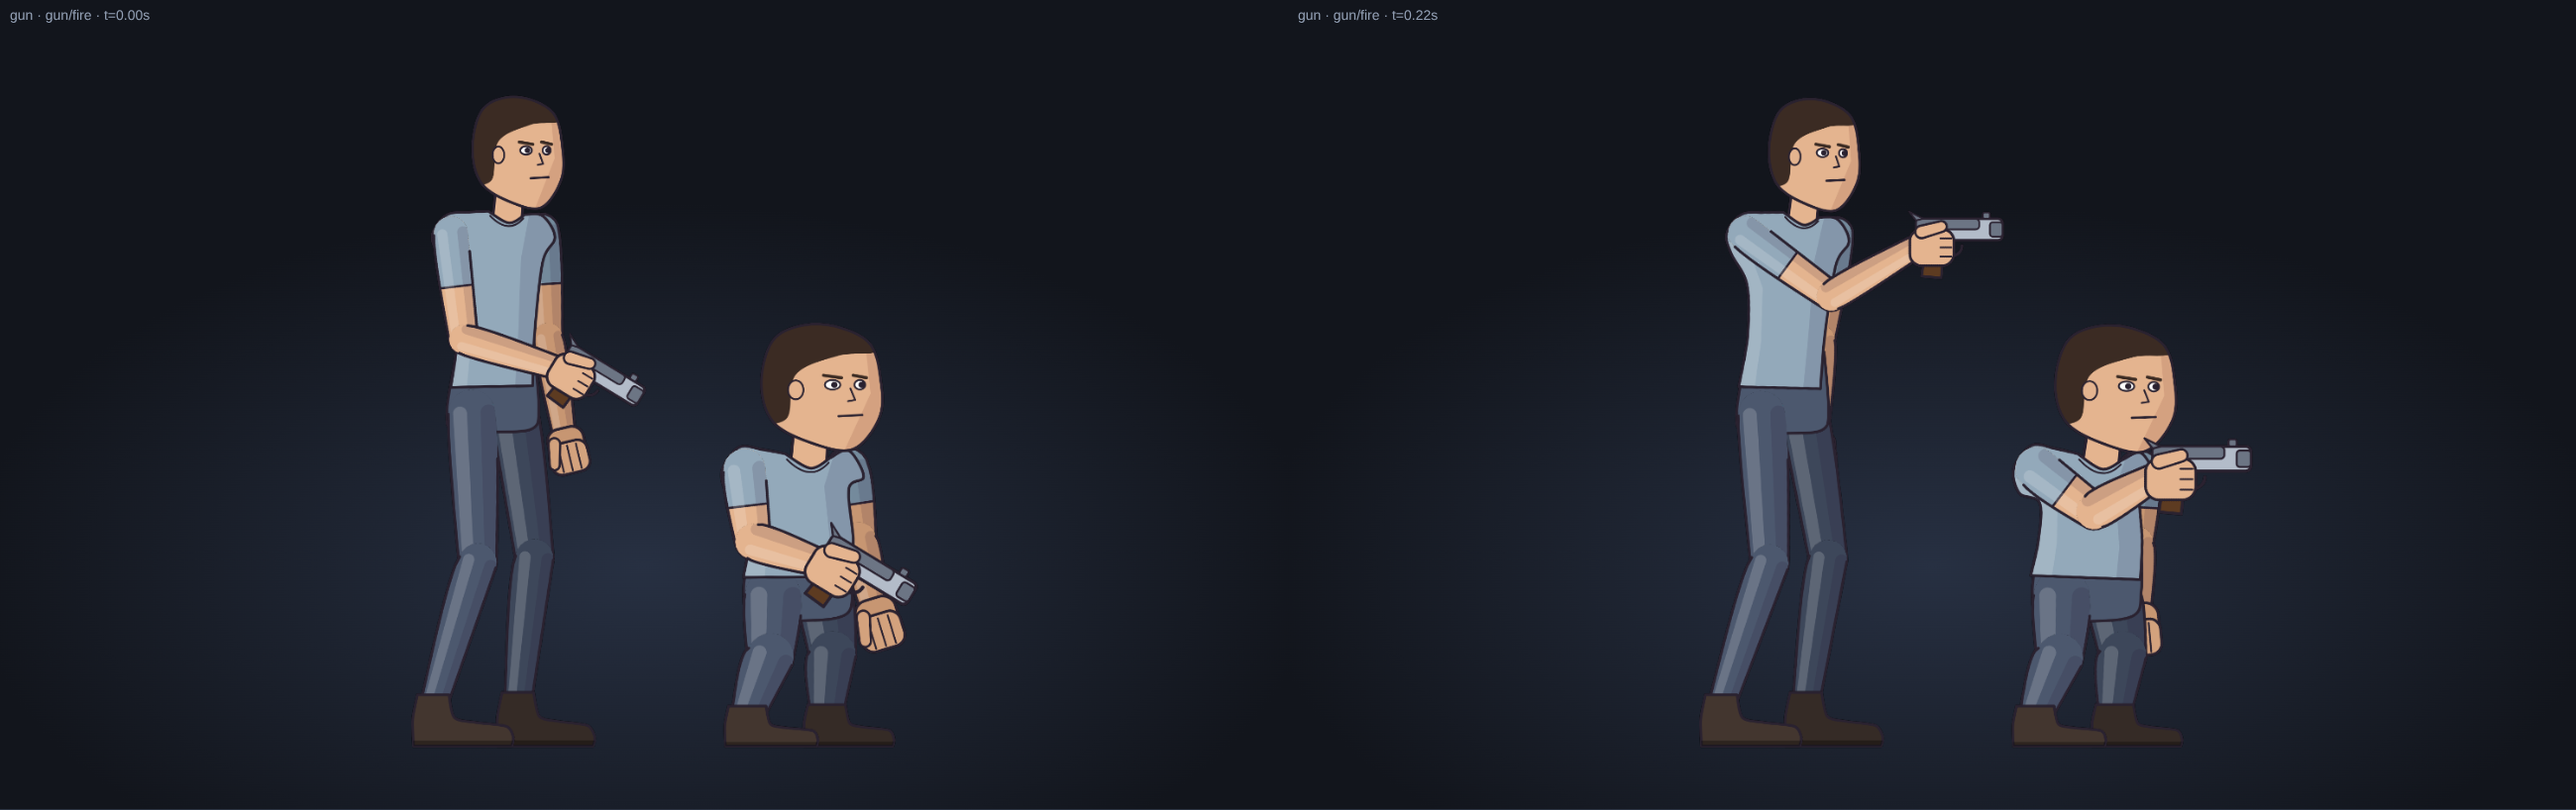 gun · gun/fire · t=0.00s
gun · gun/fire · t=0.22s